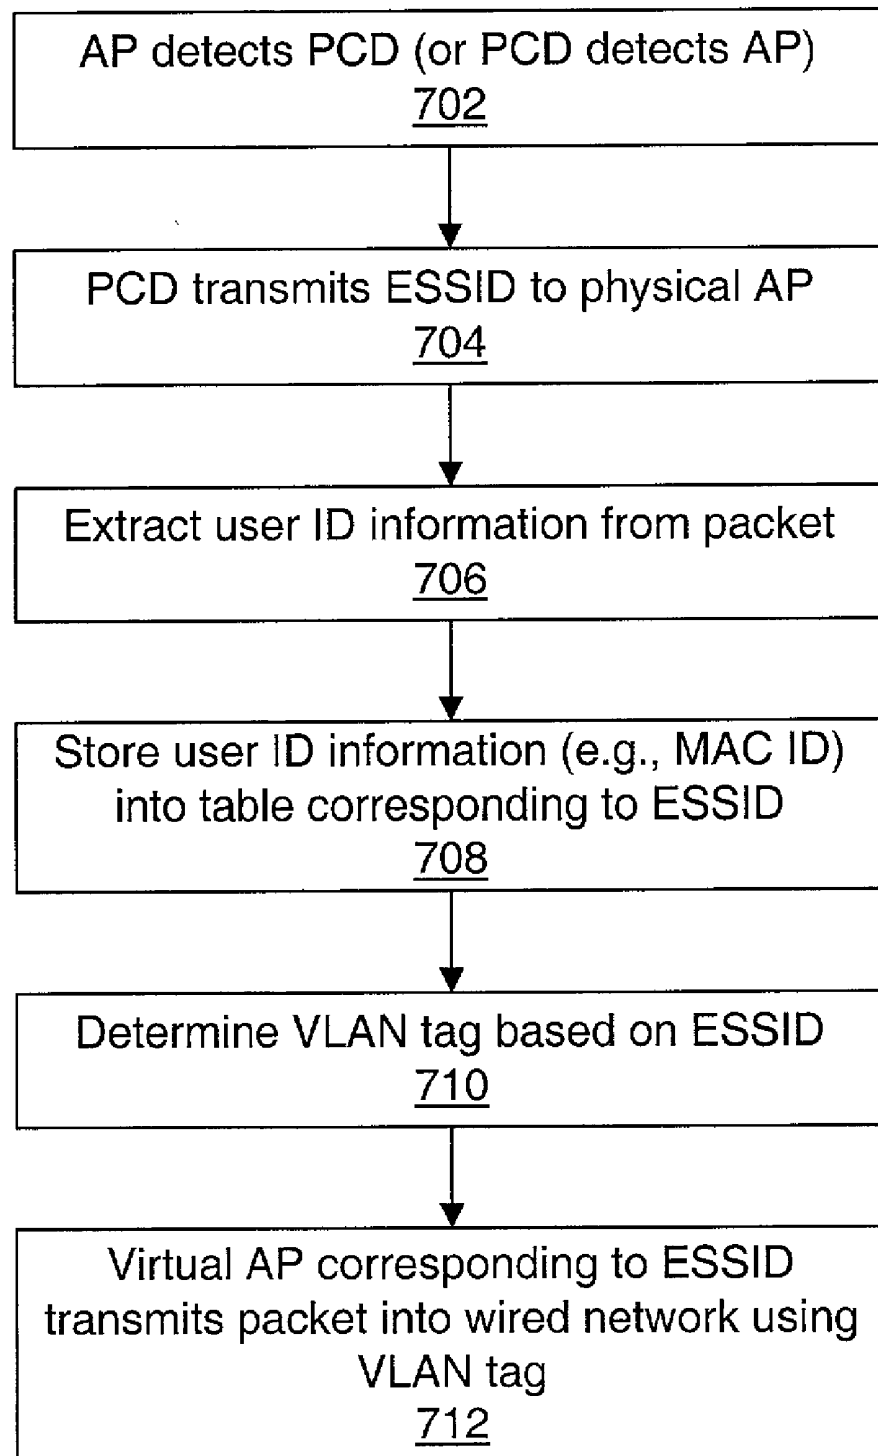 AP detects PCD (or PCD detects AP)
702
PCD transmits ESSID to physical AP
704
Extract user ID information from packet
706
Store user ID information (e.g., MAC ID)
into table corresponding to ESSID
708
Determine VLAN tag based on ESSID
710
Virtual AP corresponding to ESSID
transmits packet into wired network using
VLAN tag
712